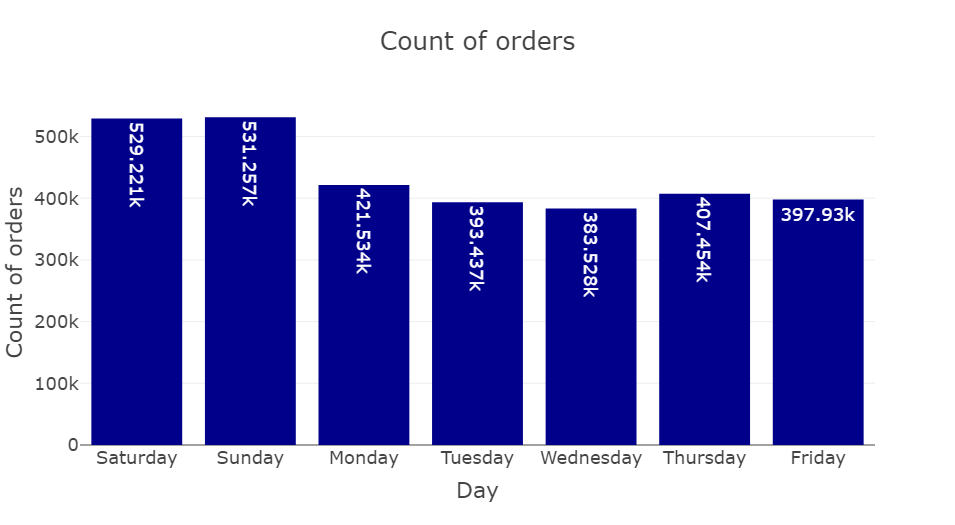 Count of orders
Count of orders
500k
400k
300k
200k
100k
0
529.221k
531.257k
421.534k
393.437k
383.528k
407.454k
397.93k
Saturday
Sunday
Monday
Tuesday
Wednesday
Thursday
Friday
Day